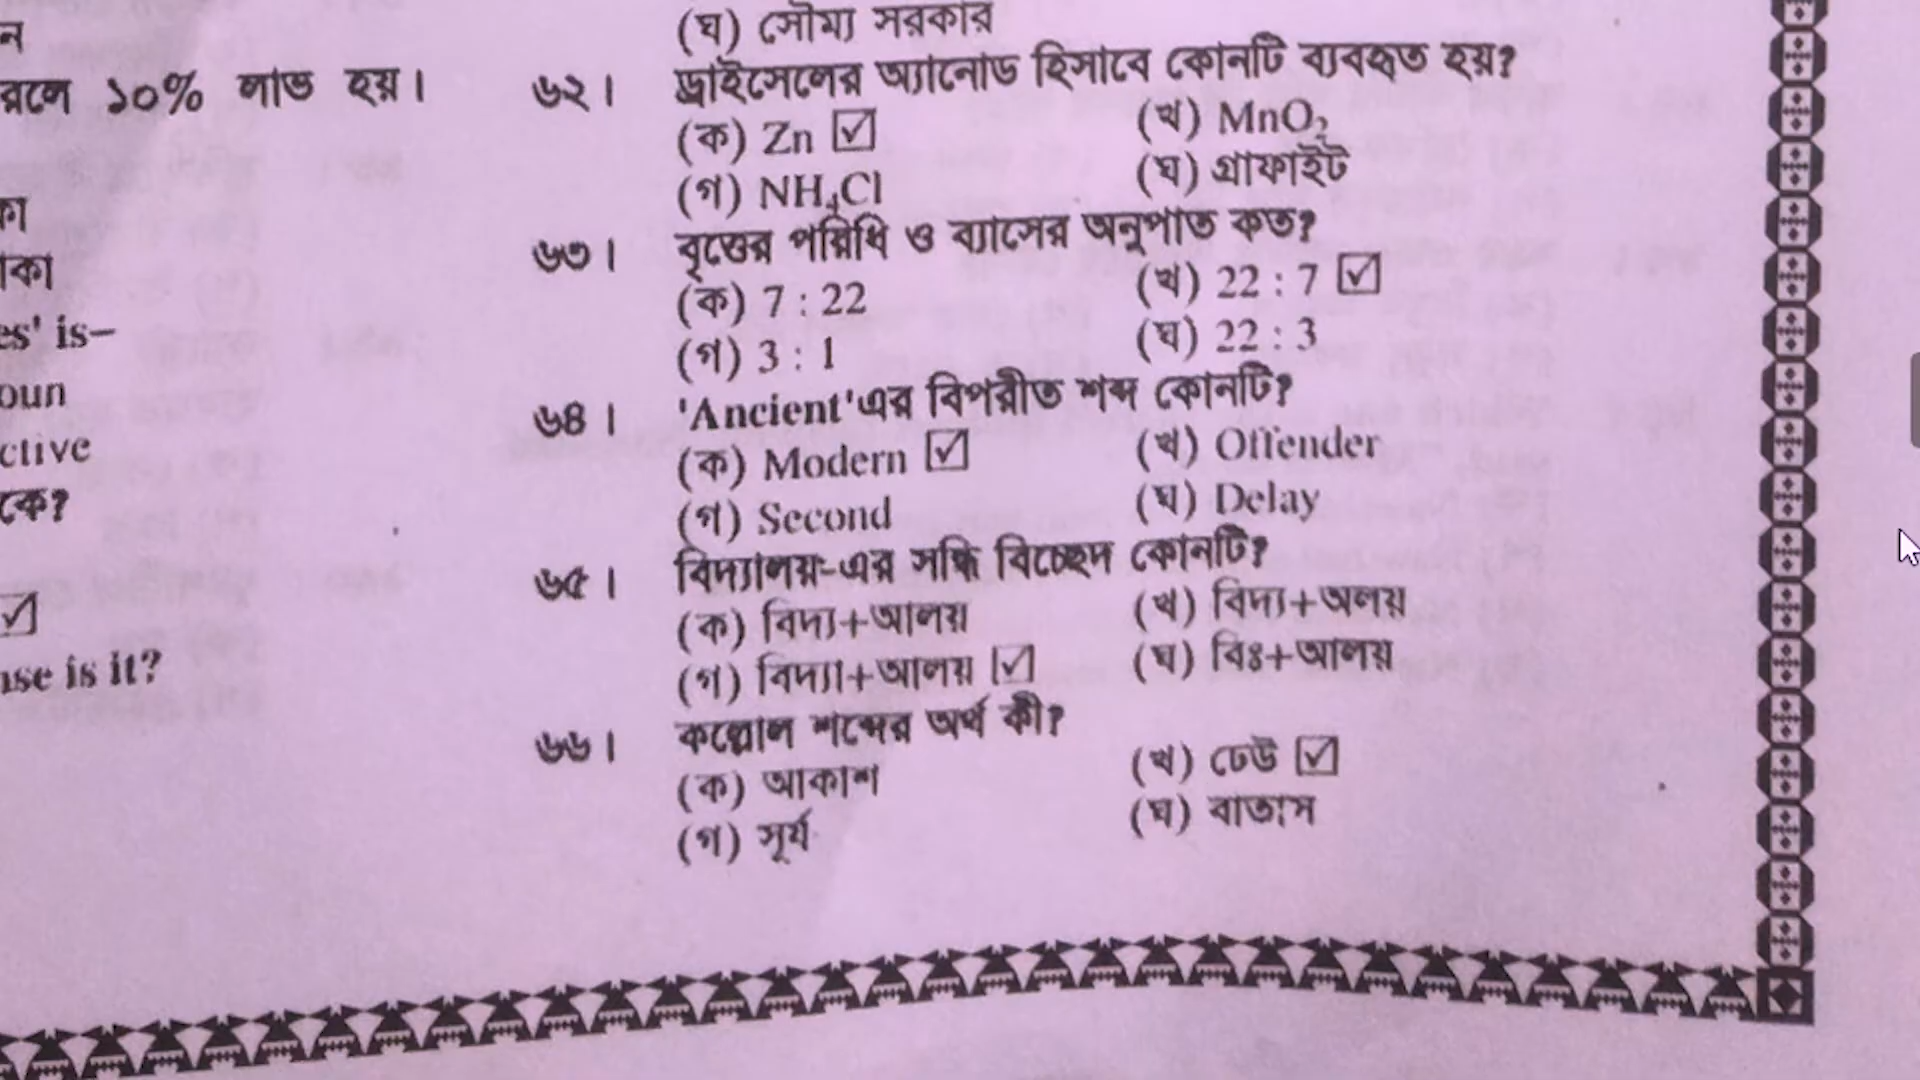 ন
রলে ১০% লাভ হয়।
কা
কা
es' is–
oun
ctive
কে?
☑
use is it?
(ঘ) সৌম্য সরকার
৬২। ড্রাইসেলের অ্যানোড হিসাবে কোনটি ব্যবহৃত হয়?
(ক) Zn ☑ (খ) MnO₂
(গ) NH₄Cl (ঘ) গ্রাফাইট
৬৩। বৃত্তের পরিধি ও ব্যাসের অনুপাত কত?
(ক) 7 : 22 (খ) 22 : 7 ☑
(গ) 3 : 1 (ঘ) 22 : 3
৬৪। 'Ancient'এর বিপরীত শব্দ কোনটি?
(ক) Modern ☑ (খ) Offender
(গ) Second (ঘ) Delay
৬৫। বিদ্যালয়-এর সন্ধি বিচ্ছেদ কোনটি?
(ক) বিদ্য+আলয় (খ) বিদ্য+অলয়
(গ) বিদ্যা+আলয় ☑ (ঘ) বিঃ+আলয়
৬৬। কল্লোল শব্দের অর্থ কী?
(ক) আকাশ (খ) ঢেউ ☑
(গ) সূর্য (ঘ) বাতাস